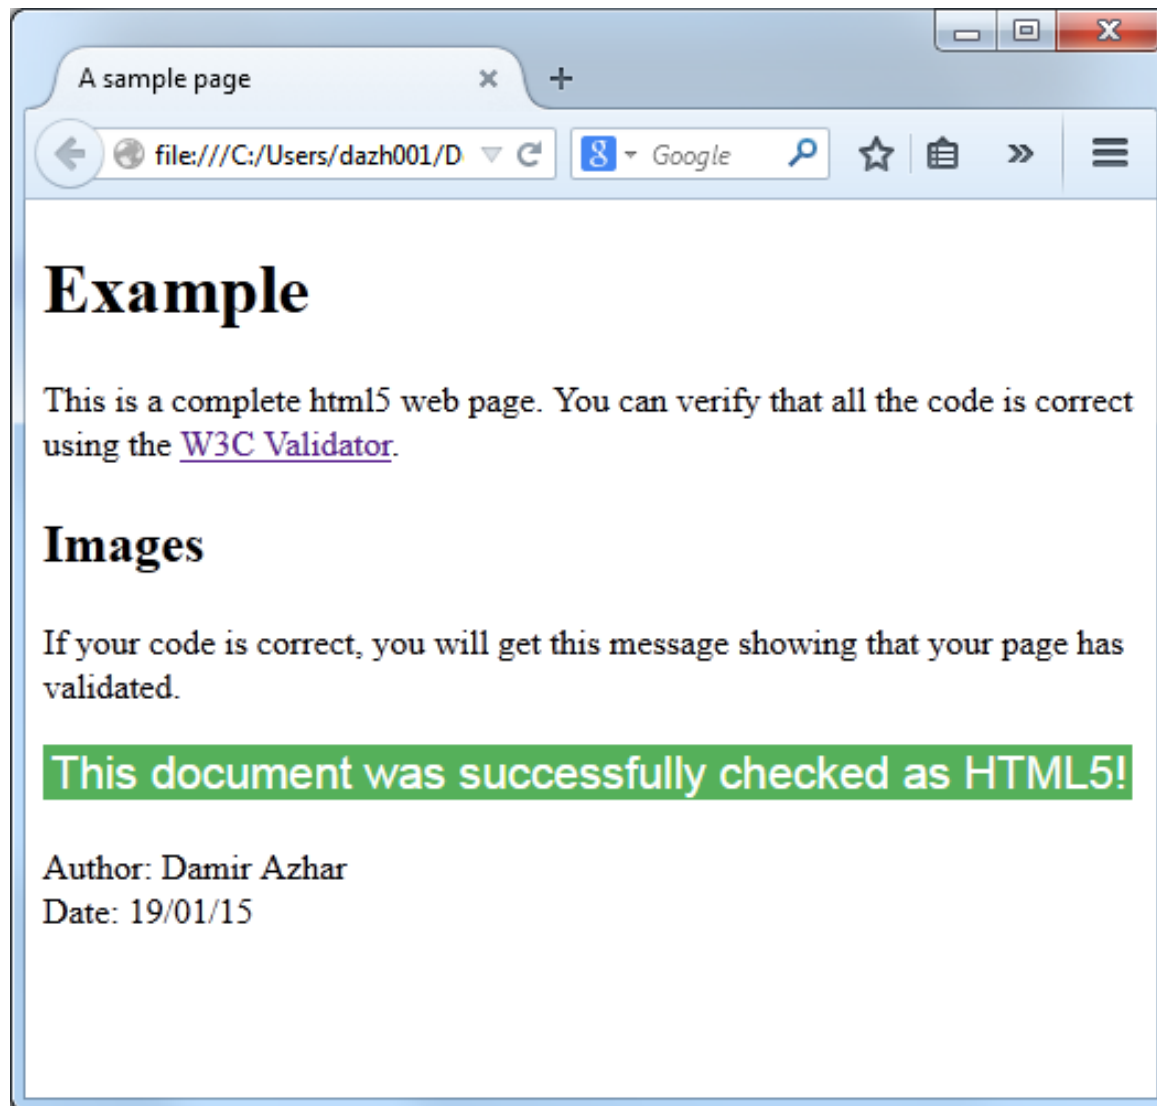 A sample page
file:///C:/Users/dazh001/D
Google
Example
This is a complete html5 web page. You can verify that all the code is correct
using the W3C Validator.
Images
If your code is correct, you will get this message showing that your page has
validated.
This document was successfully checked as HTML5!
Author: Damir Azhar
Date: 19/01/15